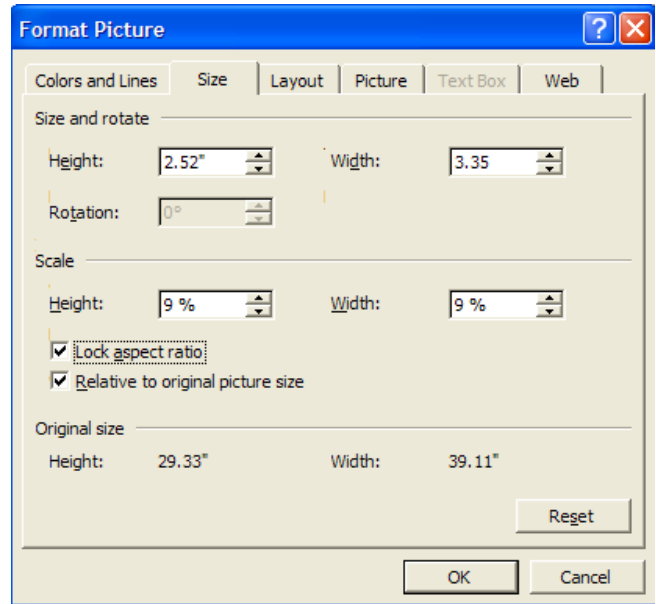 Format Picture
Colors and Lines Size Layout Picture Text Box Web
Size and rotate
Height: 2.52" Width: 3.35
Rotation: 0°
Scale
Height: 9 % Width: 9 %
Lock aspect ratio
Relative to original picture size
Original size
Height: 29.33" Width: 39.11"
Reset
OK Cancel